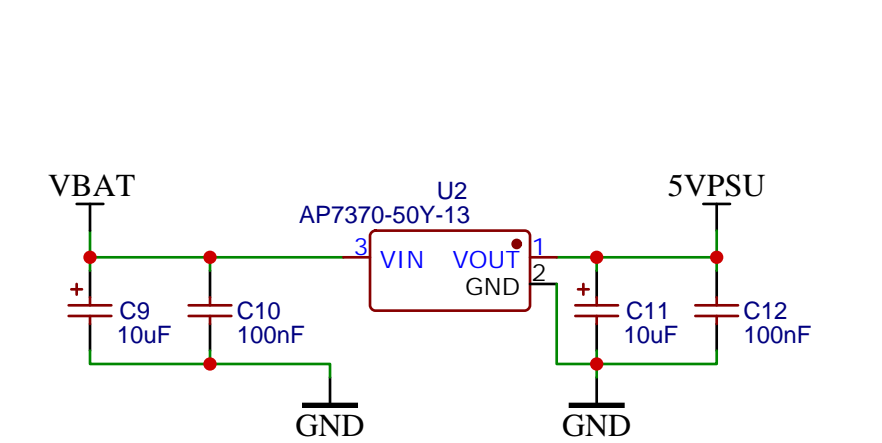 VBAT
5VPSU
U2
AP7370-50Y-13
3
VIN
VOUT
1
GND
2
+
C9
10uF
C10
100nF
+
C11
10uF
C12
100nF
GND
GND